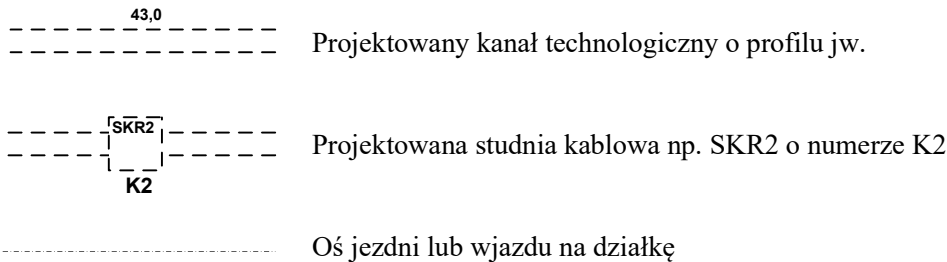 43,0
Projektowany kanał technologiczny o profilu jw.
SKR2
Projektowana studnia kablowa np. SKR2 o numerze K2
K2
Oś jezdni lub wjazdu na działkę